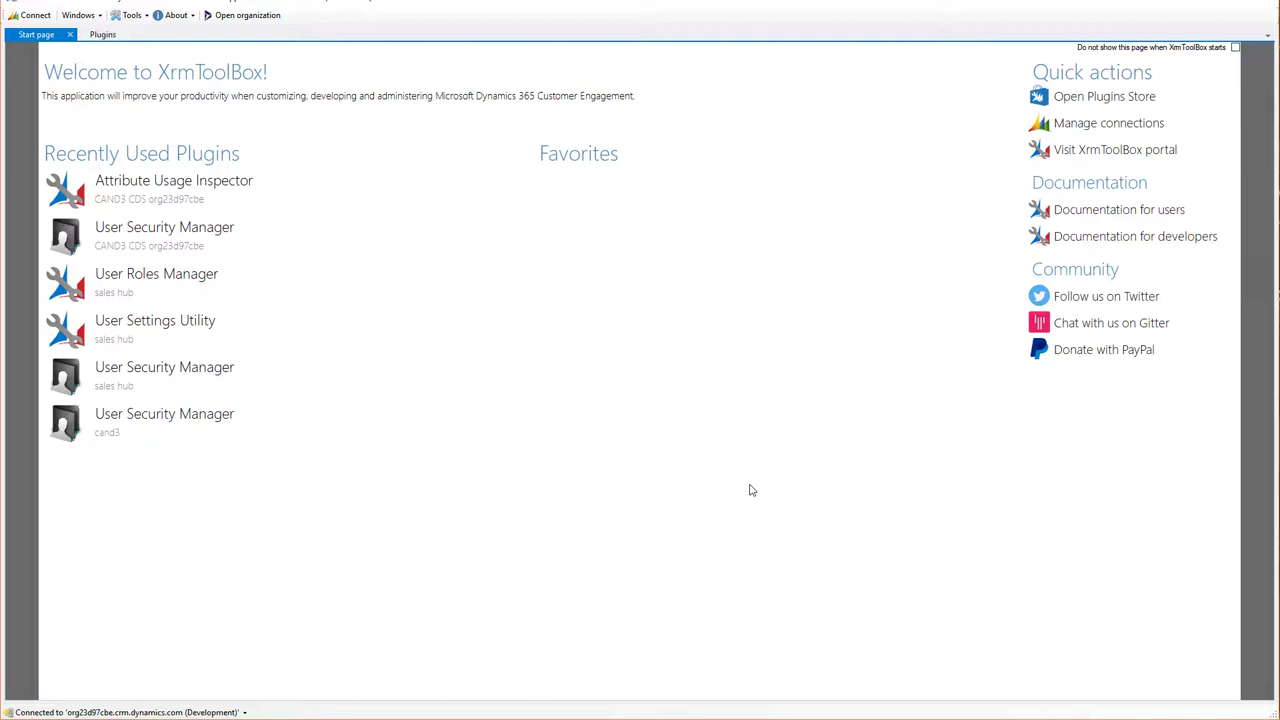 Connect Windows Tools About Open organization
Start page Plugins
Do not show this page when XrmToolBox starts
Welcome to XrmToolBox!
This application will improve your productivity when customizing, developing and administering Microsoft Dynamics 365 Customer Engagement.
Recently Used Plugins
Attribute Usage Inspector
CAND3 CDS org23d97cbe
User Security Manager
CAND3 CDS org23d97cbe
User Roles Manager
sales hub
User Settings Utility
sales hub
User Security Manager
sales hub
User Security Manager
cand3
Favorites
Quick actions
Open Plugins Store
Manage connections
Visit XrmToolBox portal
Documentation
Documentation for users
Documentation for developers
Community
Follow us on Twitter
Chat with us on Gitter
Donate with PayPal
Connected to 'org23d97cbe.crm.dynamics.com (Development)'